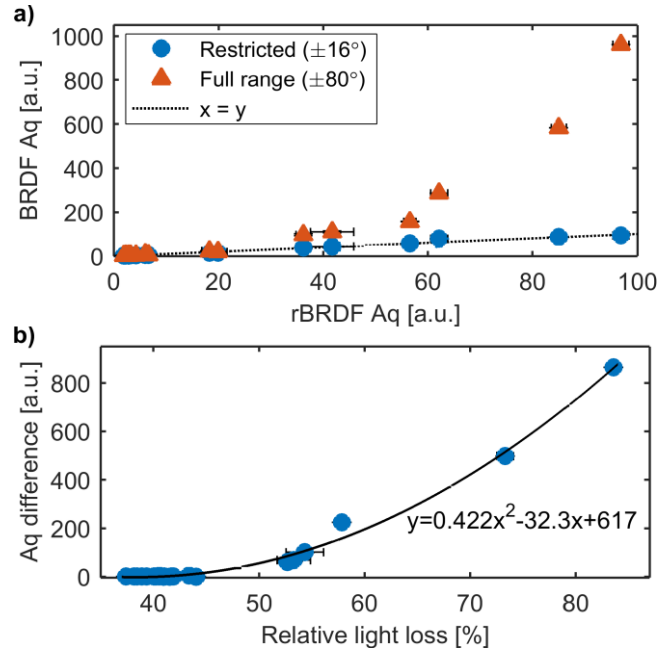 a)
1000
800
600
400
200
0
BRDF Aq [a.u.]
Restricted (±16°)
Full range (±80°)
x = y
0 20 40 60 80 100
rBRDF Aq [a.u.]
b)
800
600
400
200
0
Aq difference [a.u.]
y=0.422x²-32.3x+617
40 50 60 70 80
Relative light loss [%]